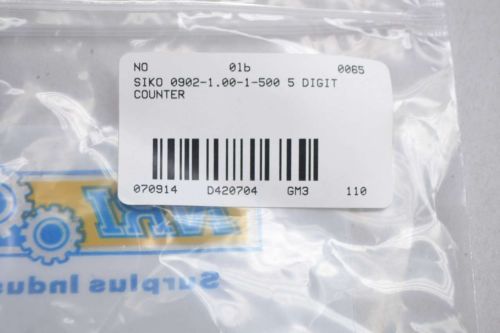 NO 01b 0065
SIKO 0902-1.00-1-500 5 DIGIT
COUNTER
070914 D420704 GM3 110
Surplus Indus